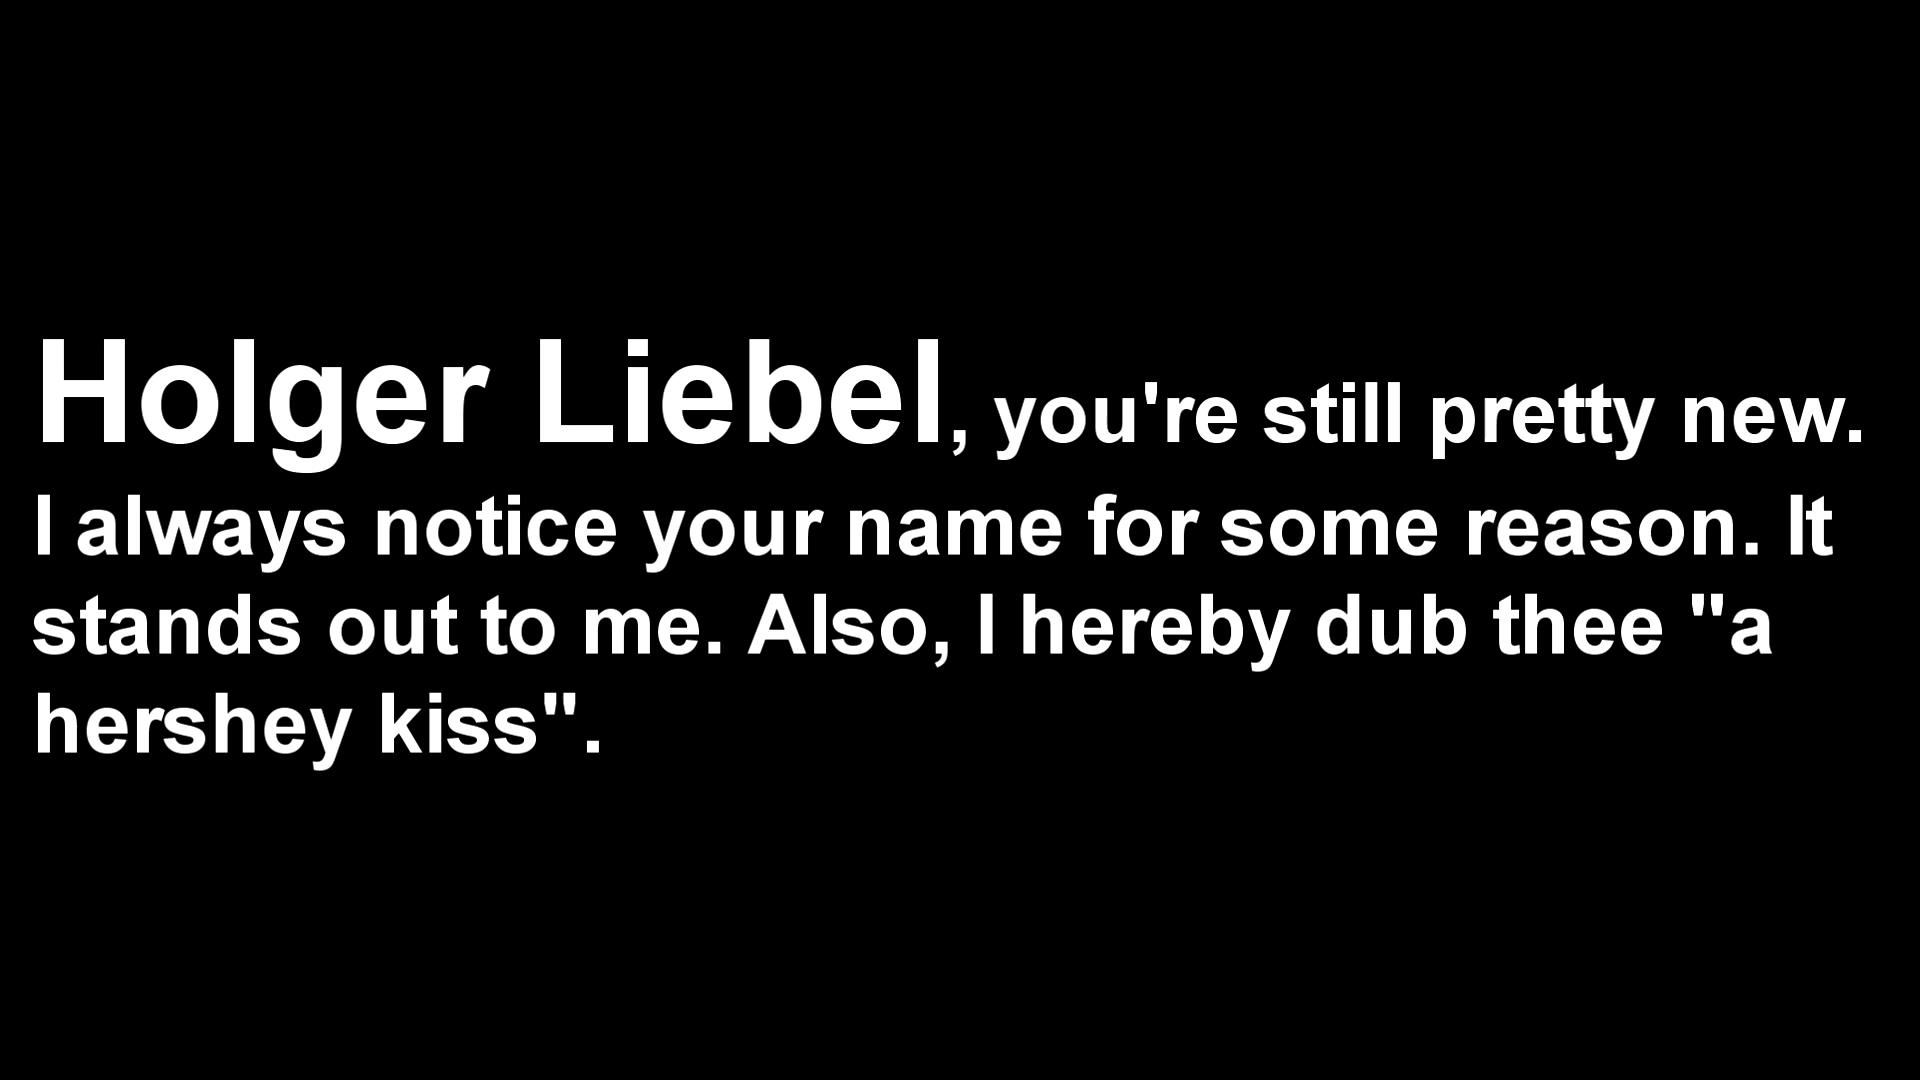 Holger Liebel, you're still pretty new.
I always notice your name for some reason. It
stands out to me. Also, I hereby dub thee "a
hershey kiss".